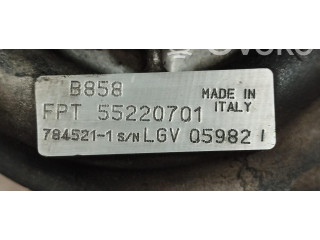 B858
FPT 55220701
MADE IN
ITALY
784521-1 S/N LGV 05982 I